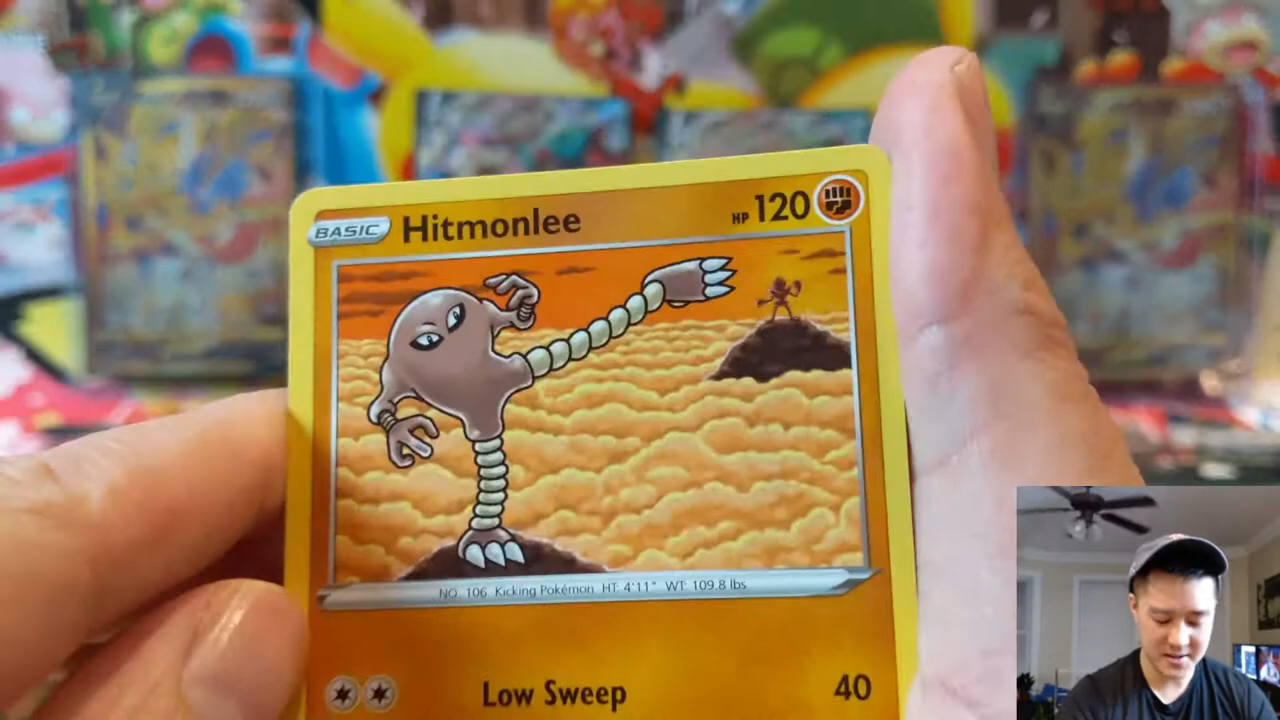 BASIC Hitmonlee HP 120
NO. 106 Kicking Pokémon HT: 4'11" WT: 109.8 lbs
Low Sweep 40